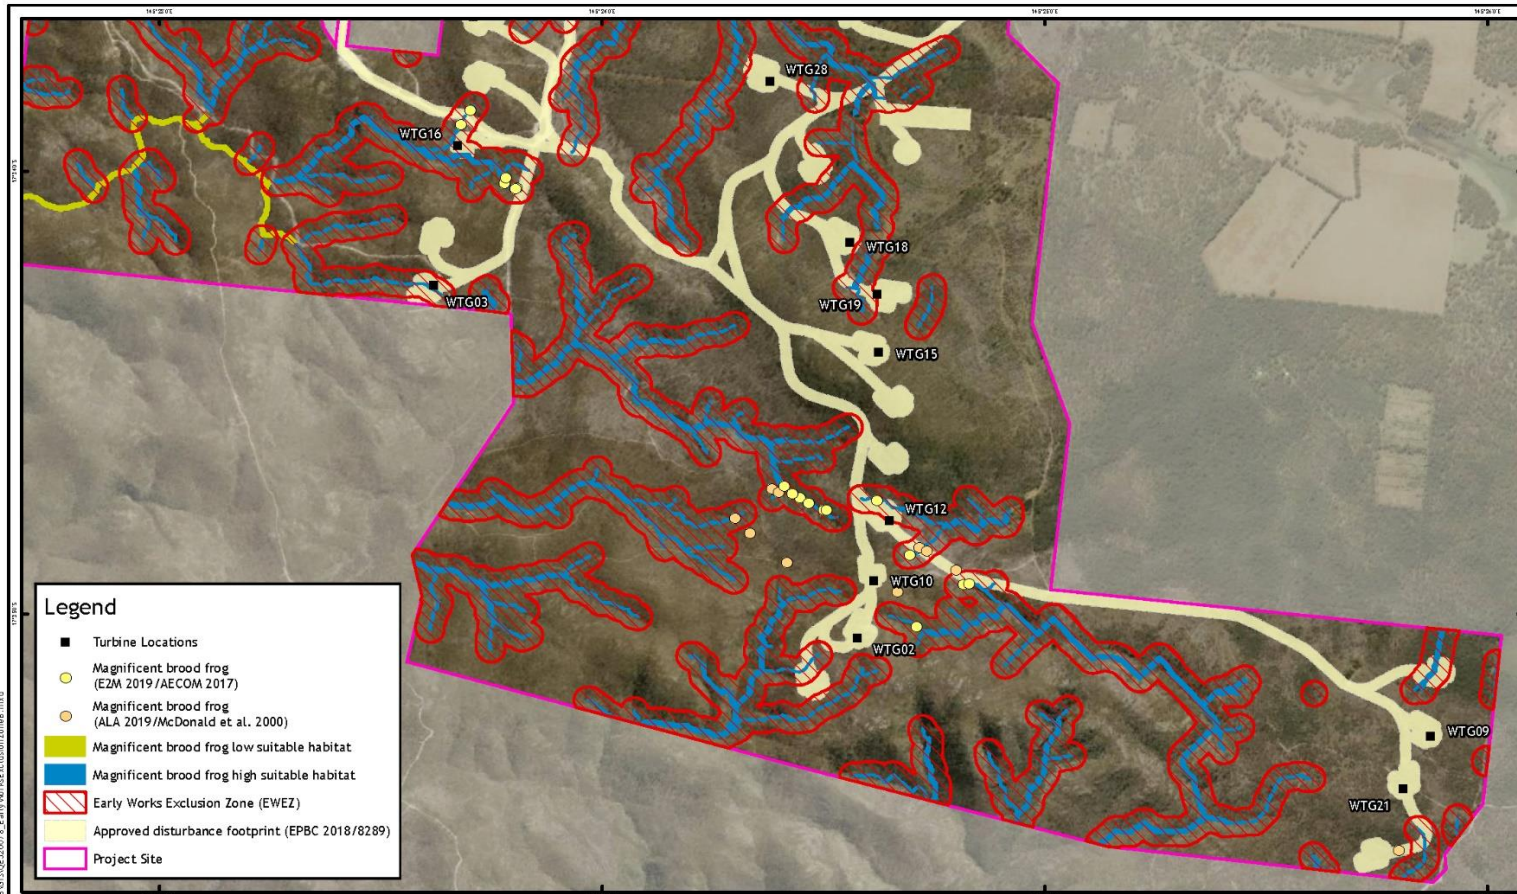 WTG28
WTG16
WTG18
WTG03
WTG19
WTG15
WTG12
WTG10
WTG02
WTG09
WTG21
Legend
Turbine Locations
Magnificent brood frog
(E2M 2019/AECOM 2017)
Magnificent brood frog
(ALA 2019/McDonald et al. 2000)
Magnificent brood frog low suitable habitat
Magnificent brood frog high suitable habitat
Early Works Exclusion Zone (EWEZ)
Approved disturbance footprint (EPBC 2018/8289)
Project Site